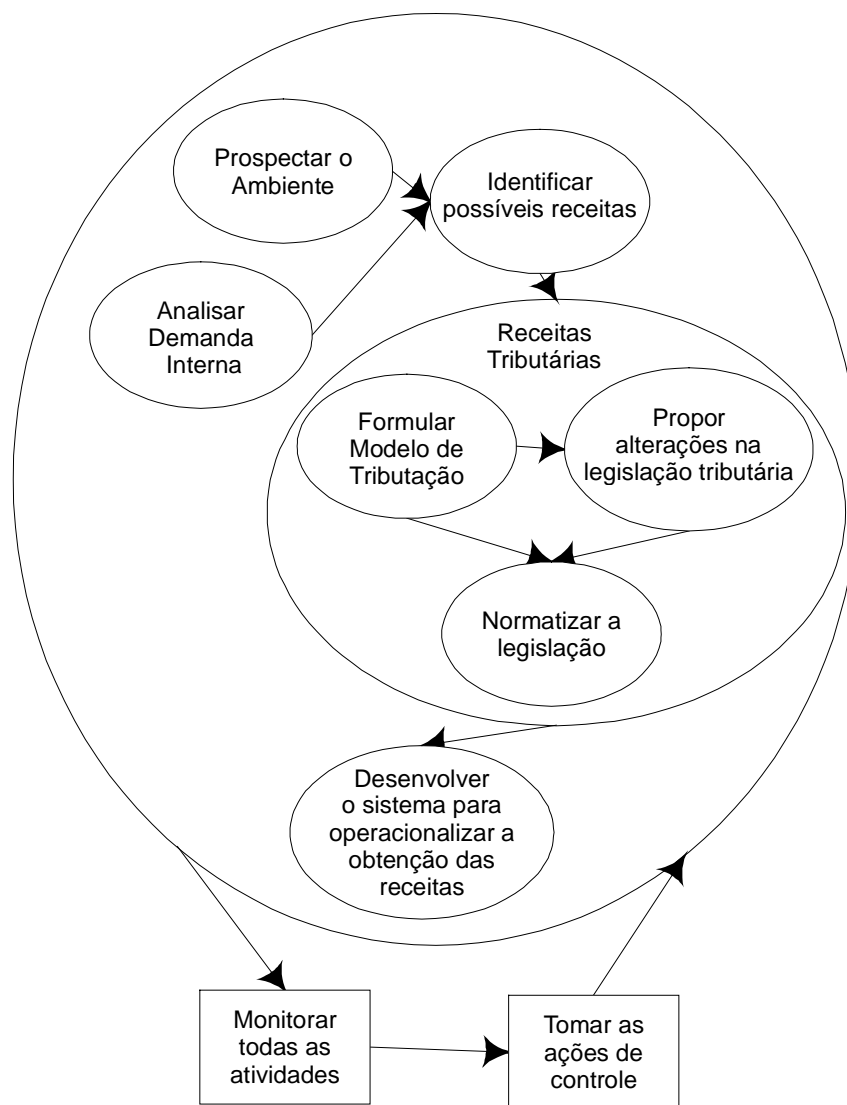 Prospectar o
Ambiente
Identificar
possíveis receitas
Analisar
Demanda
Interna
Receitas
Tributárias
Formular
Modelo de
Tributação
Propor
alterações na
legislação tributária
Normatizar a
legislação
Desenvolver
o sistema para
operacionalizar a
obtenção das
receitas
Monitorar
todas as
atividades
Tomar as
ações de
controle